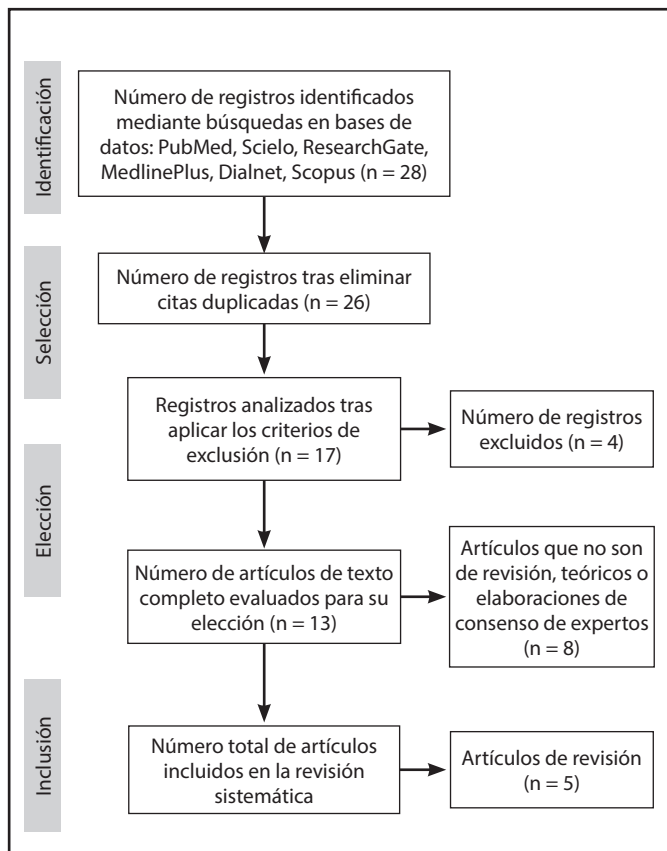 Identificación
Número de registros identificados
mediante búsquedas en bases de
datos: PubMed, Scielo, ResearchGate,
MedlinePlus, Dialnet, Scopus (n = 28)
Selección
Número de registros tras eliminar
citas duplicadas (n = 26)
Registros analizados tras
aplicar los criterios de
exclusión (n = 17)
Número de registros
excluidos (n = 4)
Elección
Número de artículos de texto
completo evaluados para su
elección (n = 13)
Artículos que no son
de revisión, teóricos o
elaboraciones de
consenso de expertos
(n = 8)
Inclusión
Número total de artículos
incluidos en la revisión
sistemática
Artículos de revisión
(n = 5)